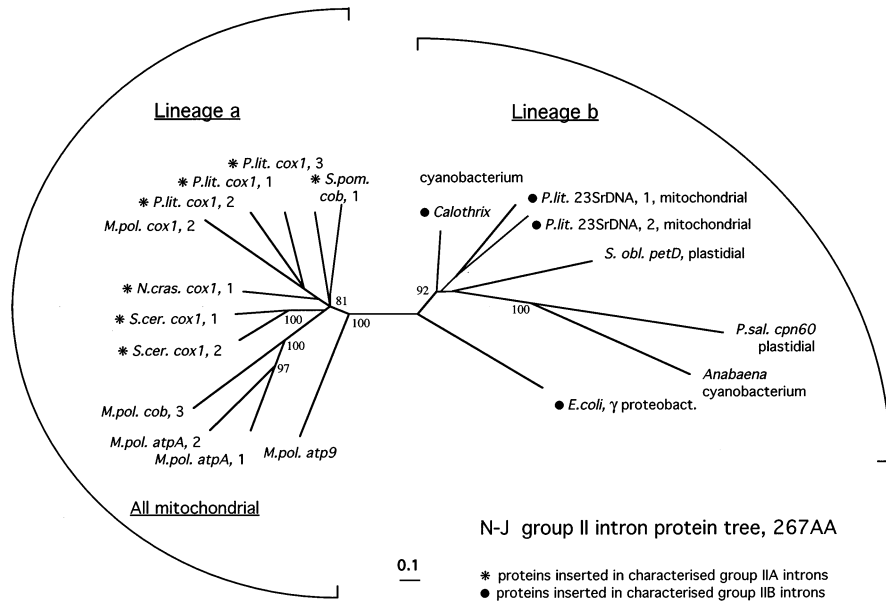 Lineage a
Lineage b
✳ P.lit. cox1, 3
✳ P.lit. cox1, 1
✳ S.pom.
cob, 1
✳ P.lit. cox1, 2
M.pol. cox1, 2
cyanobacterium
● Calothrix
● P.lit. 23SrDNA, 1, mitochondrial
● P.lit. 23SrDNA, 2, mitochondrial
S. obl. petD, plastidial
✳ N.cras. cox1, 1
81
92
✳ S.cer. cox1, 1
100
100
100
P.sal. cpn60
plastidial
✳ S.cer. cox1, 2
100
97
Anabaena
cyanobacterium
M.pol. cob, 3
● E.coli, γ proteobact.
M.pol. atpA, 2
M.pol. atpA, 1
M.pol. atp9
All mitochondrial
N-J group II intron protein tree, 267AA
0.1
✳ proteins inserted in characterised group IIA introns
● proteins inserted in characterised group IIB introns